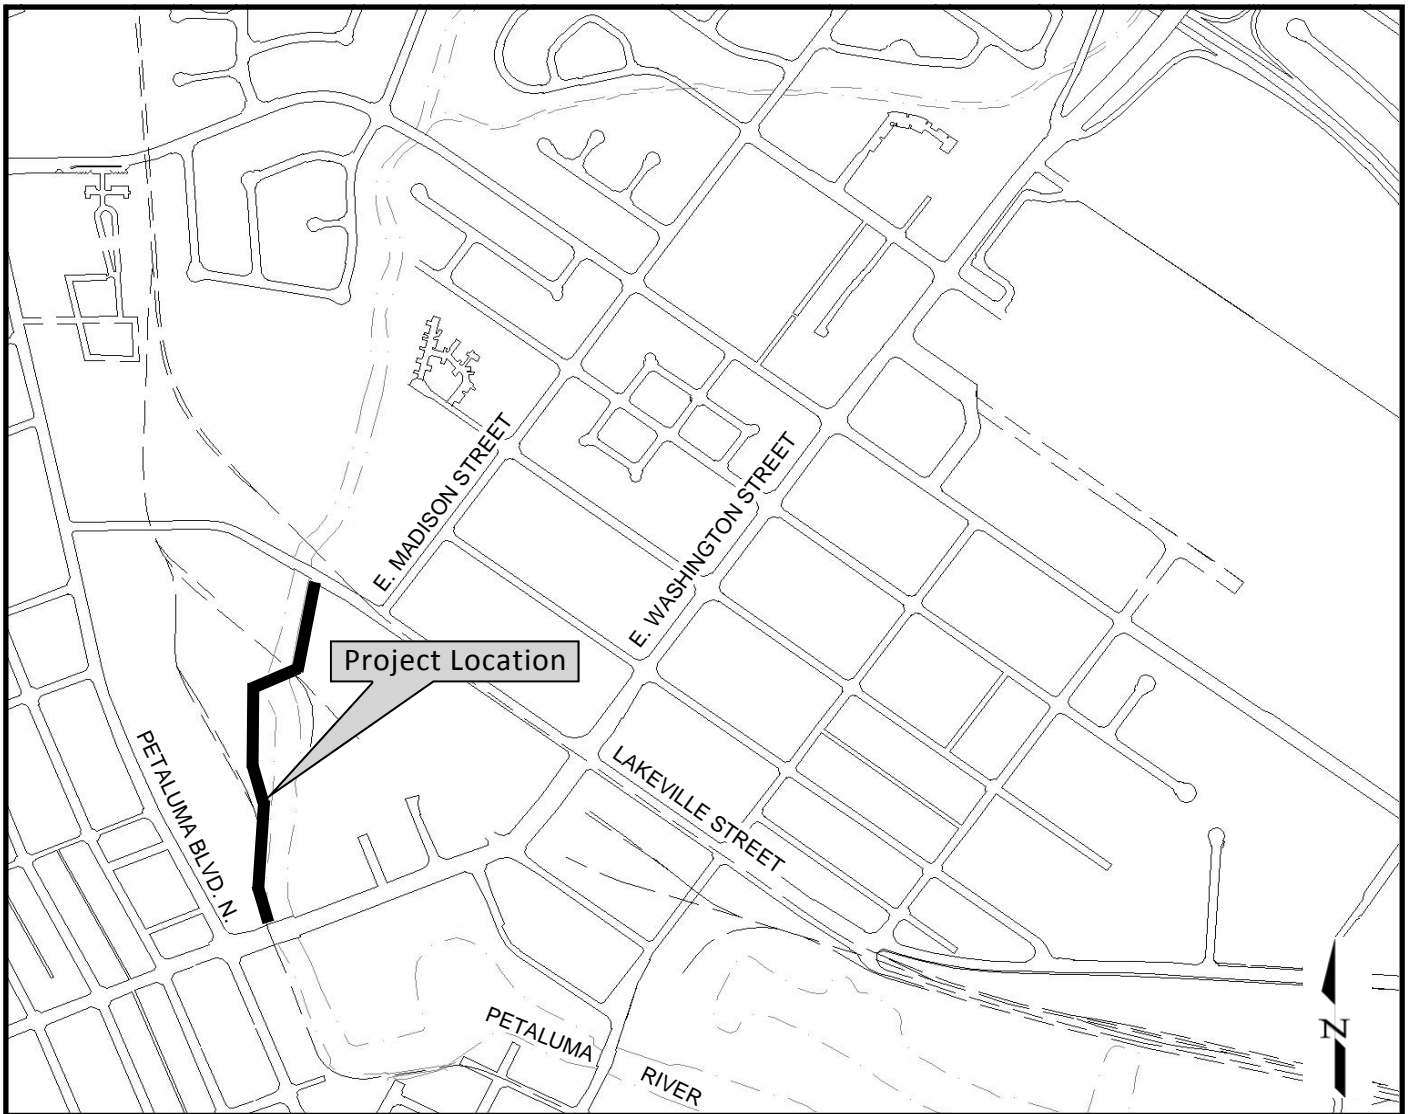 E. MADISON STREET
E. WASHINGTON STREET
Project Location
PETALUMA BLVD. N.
LAKEVILLE STREET
PETALUMA
RIVER
N